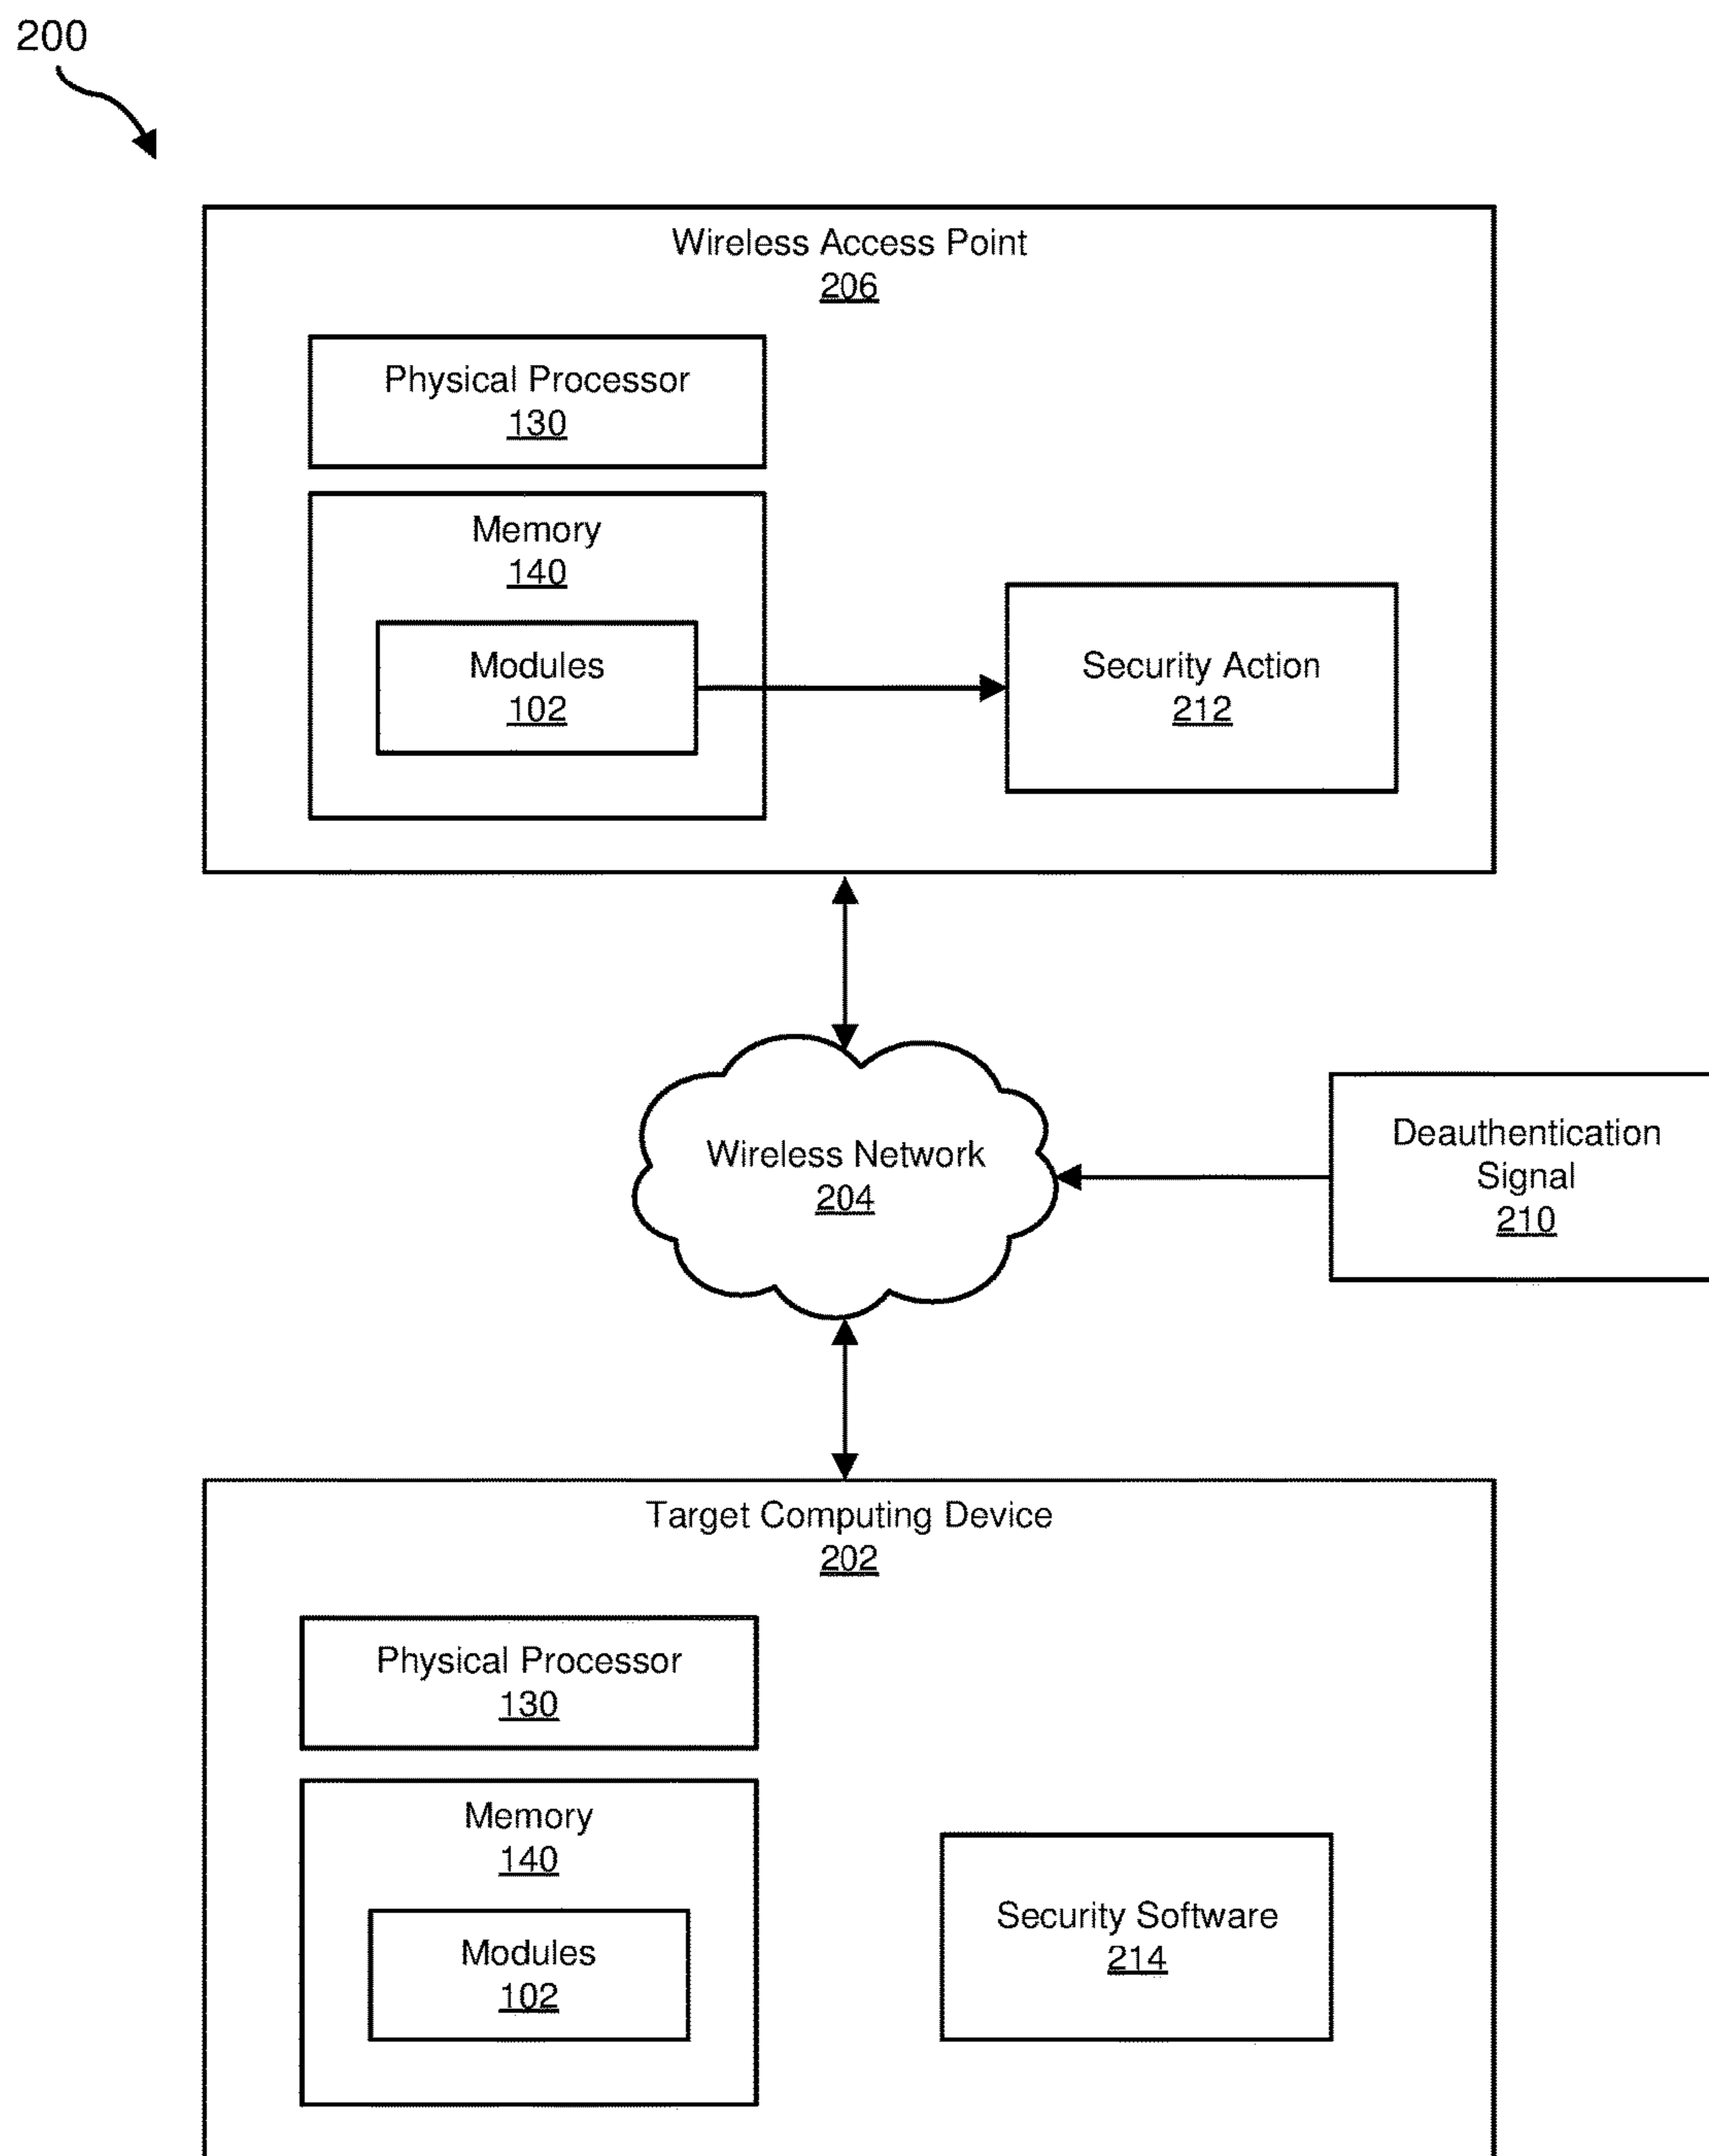 200
Wireless Access Point
206
Physical Processor
130
Memory
140
Modules
102
Security Action
212
Wireless Network
204
Deauthentication
Signal
210
Target Computing Device
202
Physical Processor
130
Memory
140
Modules
102
Security Software
214